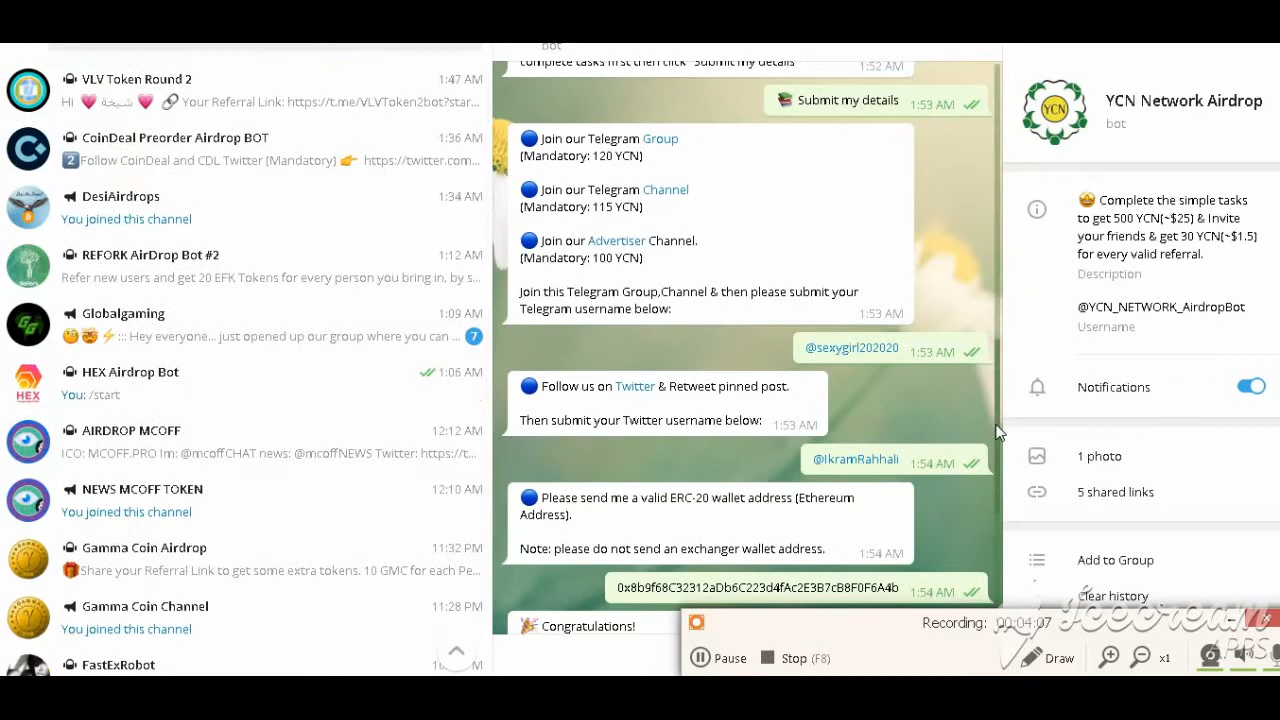 VLV Token Round 2
1:47 AM
Hi 💗 شيخة 💗 🔗 Your Referral Link: https://t.me/VLVToken2bot?star...
CoinDeal Preorder Airdrop BOT
1:36 AM
2️⃣Follow CoinDeal and CDL Twitter [Mandatory] 👉 https://twitter.com...
DesiAirdrops
1:34 AM
You joined this channel
REFORK AirDrop Bot #2
1:12 AM
Refer new users and get 20 EFK Tokens for every person you bring in, by s...
Globalgaming
1:09 AM
🧐🤯⚡::: Hey everyone... just opened up our group where you can ...
7
HEX Airdrop Bot
1:06 AM
You: /start
AIRDROP MCOFF
12:12 AM
ICO: MCOFF.PRO Im: @mcoffCHAT news: @mcoffNEWS Twitter: https://t...
NEWS MCOFF TOKEN
12:10 AM
You joined this channel
Gamma Coin Airdrop
11:32 PM
🎁Share your Referral Link to get some extra tokens. 10 GMC for each Pe...
Gamma Coin Channel
11:28 PM
You joined this channel
FastExRobot
bot
complete tasks first then click "Submit my details"
1:52 AM
📚 Submit my details
1:53 AM
🔵 Join our Telegram Group
(Mandatory: 120 YCN)
🔵 Join our Telegram Channel
(Mandatory: 115 YCN)
🔵 Join our Advertiser Channel.
(Mandatory: 100 YCN)
Join this Telegram Group,Channel & then please submit your
Telegram username below:
1:53 AM
@sexygirl202020
1:53 AM
🔵 Follow us on Twitter & Retweet pinned post.
Then submit your Twitter username below:
1:53 AM
@IkramRahhali
1:54 AM
🔵 Please send me a valid ERC-20 wallet address (Ethereum
Address).
Note: please do not send an exchanger wallet address.
1:54 AM
0x8b9f68C32312aDb6C223d4fAc2E3B7cB8F0F6A4b
1:54 AM
🎉 Congratulations!
YCN
YCN Network Airdrop
bot
🤩 Complete the simple tasks
to get 500 YCN(~$25) & Invite
your friends & get 30 YCN(~$1.5)
for every valid referral.
Description
@YCN_NETWORK_AirdropBot
Username
Notifications
1 photo
5 shared links
Add to Group
Clear history
Recording: 00:04:07
Icecream
APPS
Pause
Stop (F8)
Draw
x1